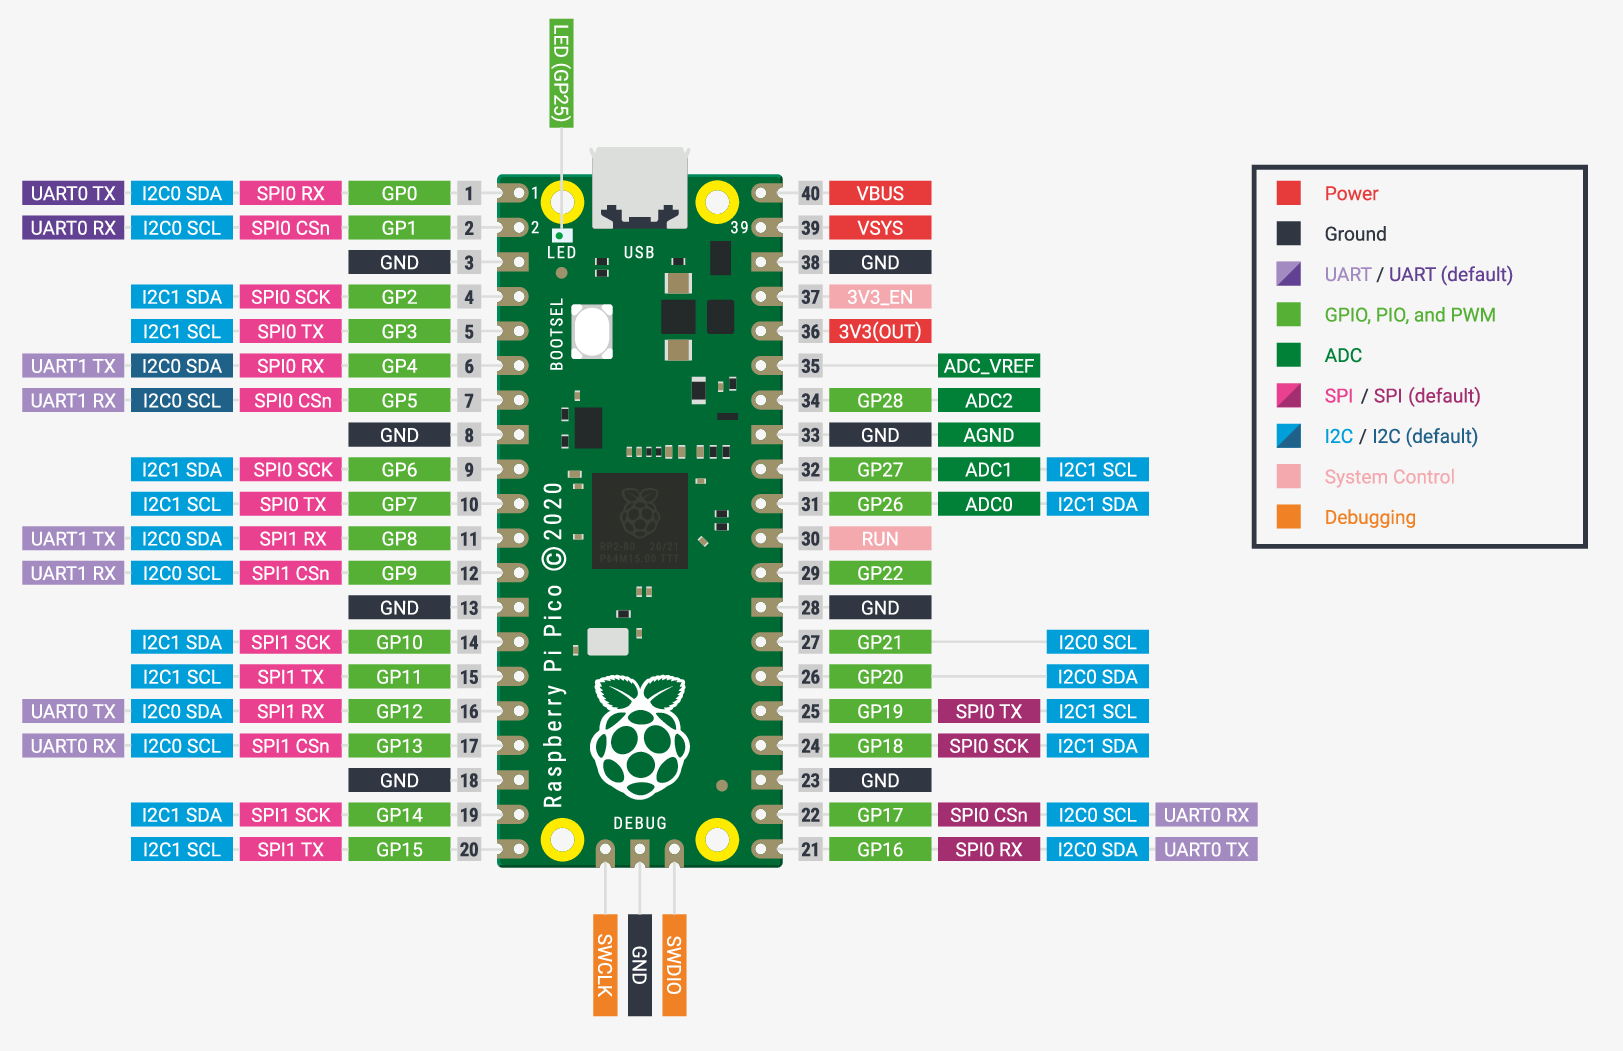 LED (GP25)
UART0 TX I2C0 SDA SPI0 RX GP0 1 1 40 VBUS
UART0 RX I2C0 SCL SPI0 CSn GP1 2 2 39 39 VSYS
LED USB
GND 3 38 GND
I2C1 SDA SPI0 SCK GP2 4 37 3V3_EN
I2C1 SCL SPI0 TX GP3 5 BOOTSEL 36 3V3(OUT)
UART1 TX I2C0 SDA SPI0 RX GP4 6 35 ADC_VREF
UART1 RX I2C0 SCL SPI0 CSn GP5 7 34 GP28 ADC2
GND 8 33 GND AGND
I2C1 SDA SPI0 SCK GP6 9 32 GP27 ADC1 I2C1 SCL
I2C1 SCL SPI0 TX GP7 10 31 GP26 ADC0 I2C1 SDA
UART1 TX I2C0 SDA SPI1 RX GP8 11 30 RUN
RP2-B0 20/21
P64M15.00 TTT
UART1 RX I2C0 SCL SPI1 CSn GP9 12 29 GP22
GND 13 28 GND
I2C1 SDA SPI1 SCK GP10 14 27 GP21 I2C0 SCL
I2C1 SCL SPI1 TX GP11 15 26 GP20 I2C0 SDA
Raspberry Pi Pico ©2020
UART0 TX I2C0 SDA SPI1 RX GP12 16 25 GP19 SPI0 TX I2C1 SCL
UART0 RX I2C0 SCL SPI1 CSn GP13 17 24 GP18 SPI0 SCK I2C1 SDA
GND 18 23 GND
I2C1 SDA SPI1 SCK GP14 19 22 GP17 SPI0 CSn I2C0 SCL UART0 RX
DEBUG
I2C1 SCL SPI1 TX GP15 20 21 GP16 SPI0 RX I2C0 SDA UART0 TX
SWCLK GND SWDIO
Power
Ground
UART / UART (default)
GPIO, PIO, and PWM
ADC
SPI / SPI (default)
I2C / I2C (default)
System Control
Debugging